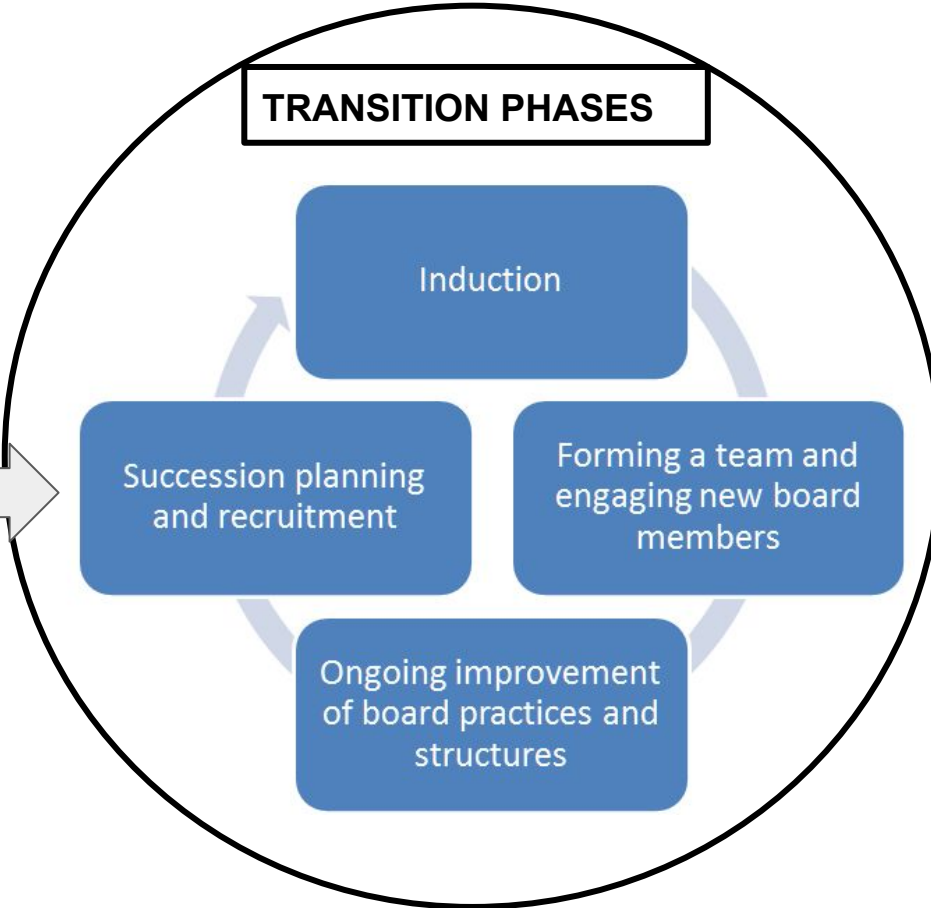 TRANSITION PHASES
Induction
Forming a team and
engaging new board
members
Ongoing improvement
of board practices and
structures
Succession planning
and recruitment